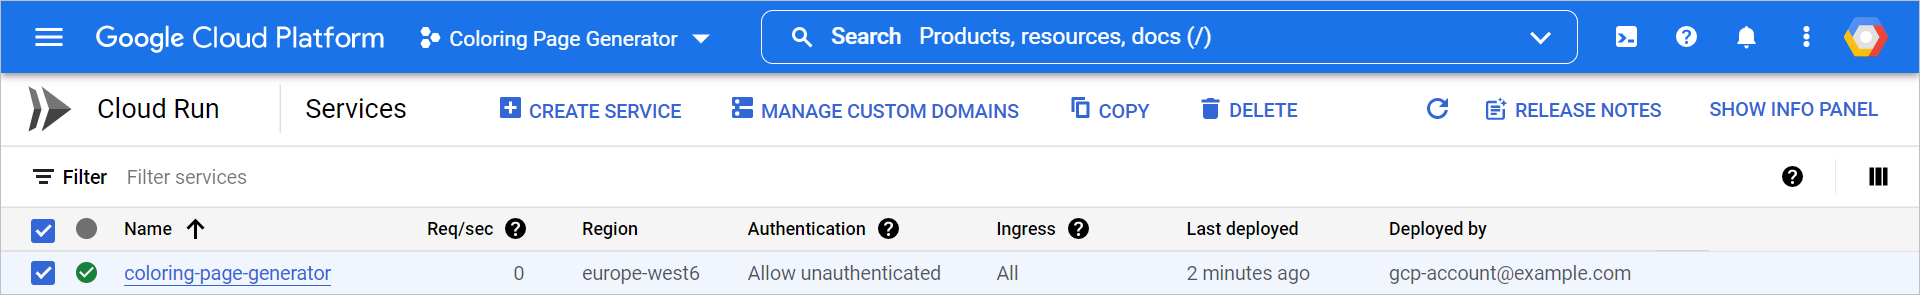 Google Cloud Platform Coloring Page Generator Search Products, resources, docs (/)
Cloud Run Services CREATE SERVICE MANAGE CUSTOM DOMAINS COPY DELETE RELEASE NOTES SHOW INFO PANEL
Filter Filter services
Name Req/sec Region Authentication Ingress Last deployed Deployed by
coloring-page-generator 0 europe-west6 Allow unauthenticated All 2 minutes ago gcp-account@example.com